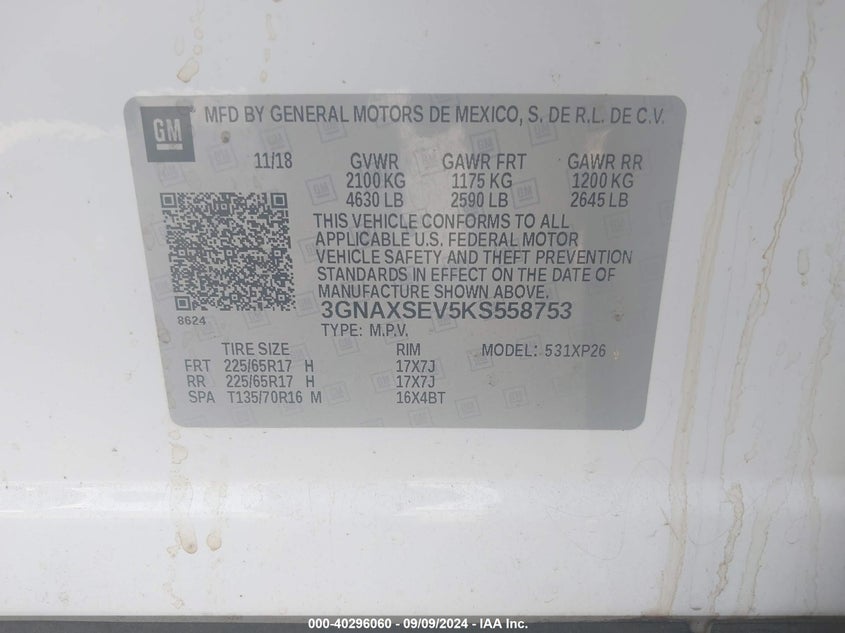 GM
MFD BY GENERAL MOTORS DE MEXICO, S. DE R.L. DE C.V.
11/18 GVWR GAWR FRT GAWR RR
2100 KG 1175 KG 1200 KG
4630 LB 2590 LB 2645 LB
THIS VEHICLE CONFORMS TO ALL
APPLICABLE U.S. FEDERAL MOTOR
VEHICLE SAFETY AND THEFT PREVENTION
STANDARDS IN EFFECT ON THE DATE OF
MANUFACTURE SHOWN ABOVE.
8624 3GNAXSEV5KS558753
TYPE: M.P.V.
TIRE SIZE RIM MODEL: 531XP26
FRT 225/65R17 H 17X7J
RR 225/65R17 H 17X7J
SPA T135/70R16 M 16X4BT
000-40296060 - 09/09/2024 - IAA Inc.